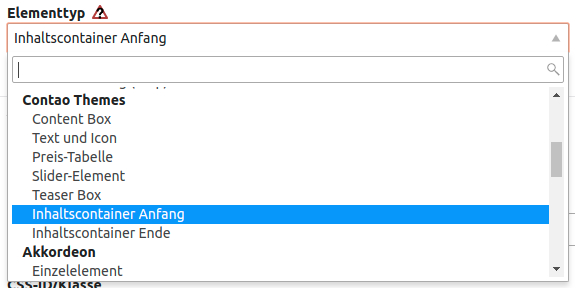 Elementtyp
Inhaltscontainer Anfang
Contao Themes
Content Box
Text und Icon
Preis-Tabelle
Slider-Element
Teaser Box
Inhaltscontainer Anfang
Inhaltscontainer Ende
Akkordeon
Einzelelement
CSS-ID/Klasse